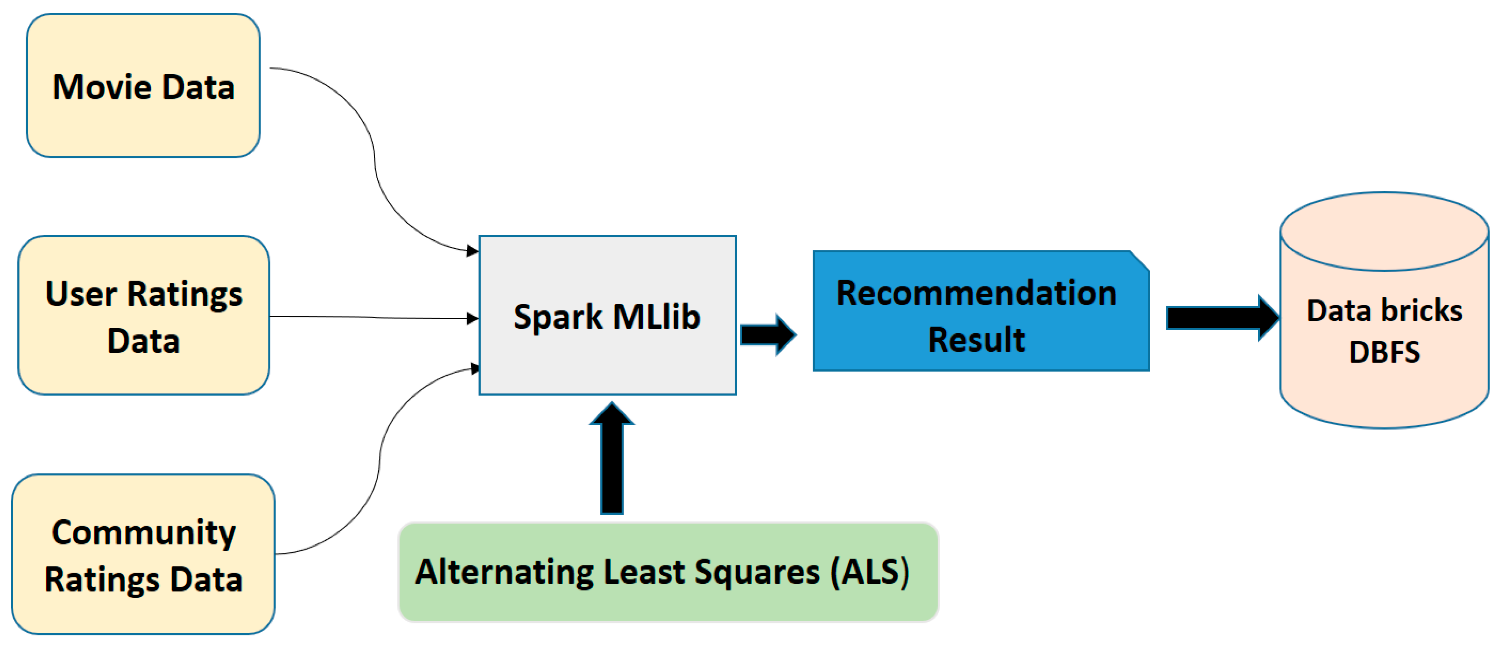 Movie Data
User Ratings
Data
Community
Ratings Data
Spark MLlib
Alternating Least Squares (ALS)
Recommendation
Result
Data bricks
DBFS